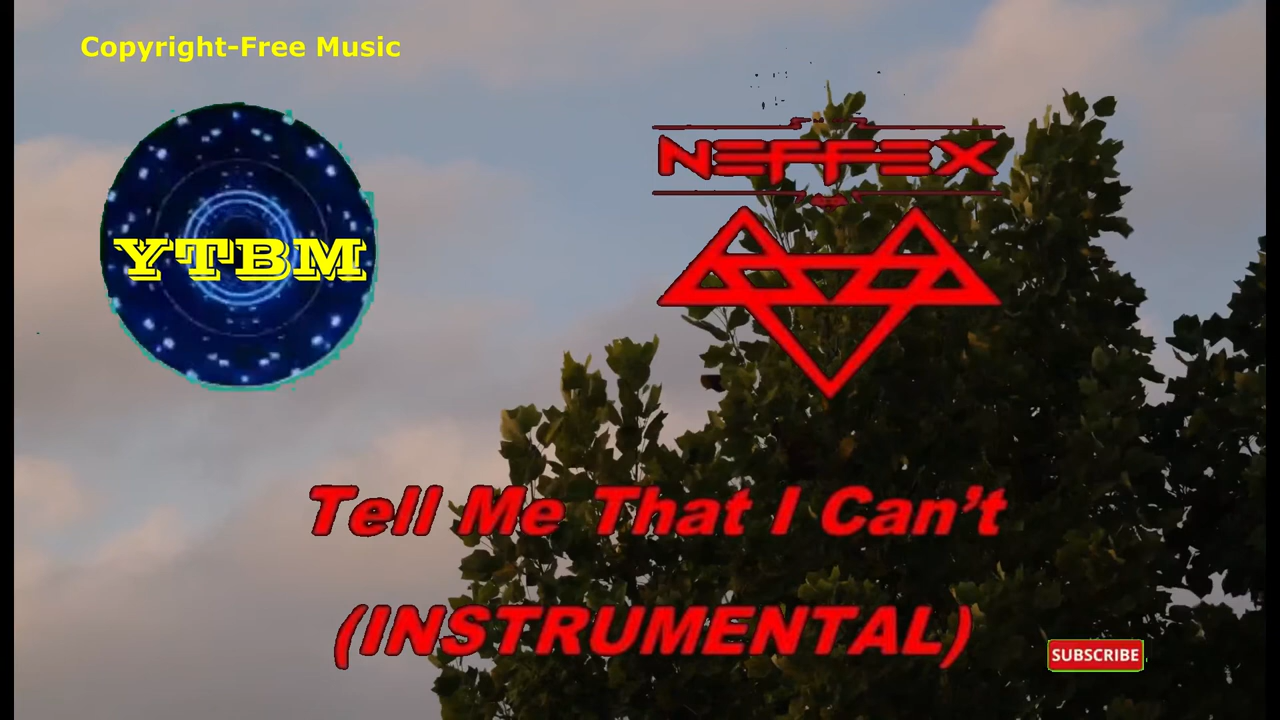 Copyright-Free Music
YTBM
NEFFEX
Tell Me That I Can’t
(INSTRUMENTAL)
SUBSCRIBE